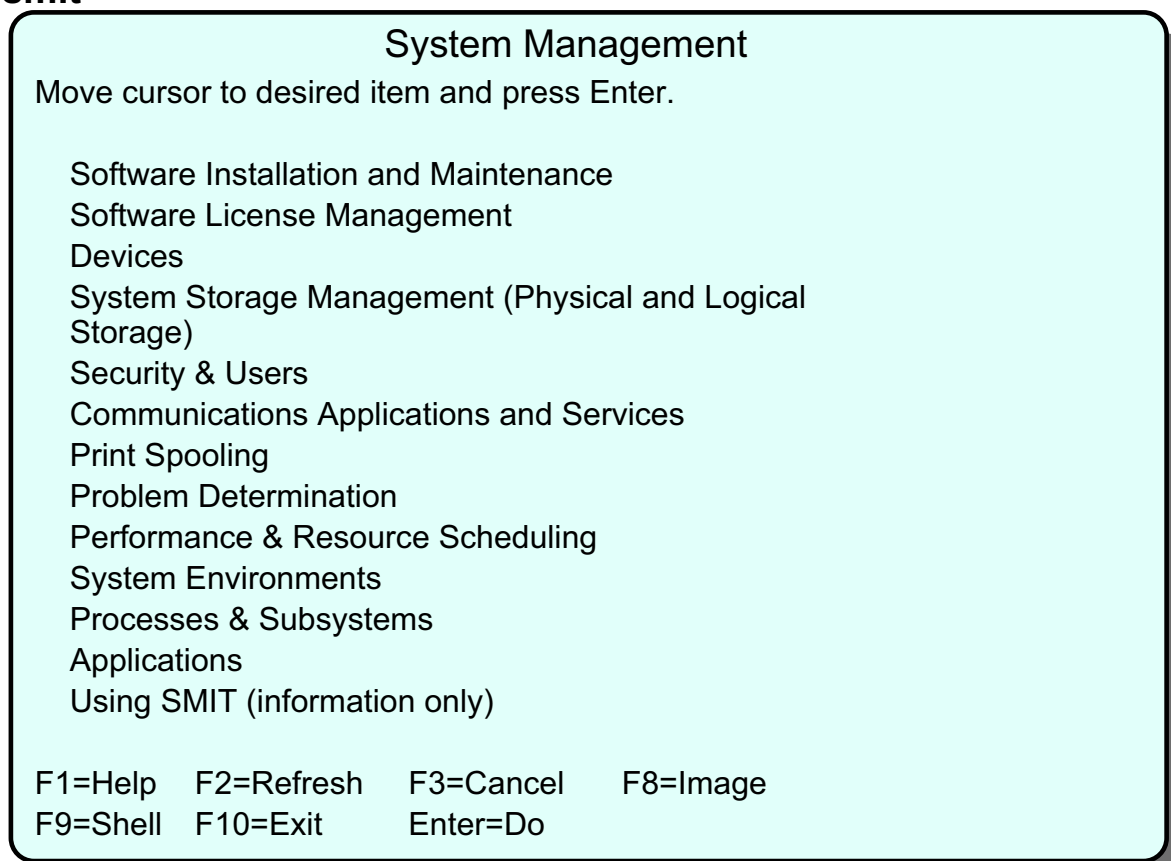 smit
System Management
Move cursor to desired item and press Enter.
Software Installation and Maintenance
Software License Management
Devices
System Storage Management (Physical and Logical
Storage)
Security & Users
Communications Applications and Services
Print Spooling
Problem Determination
Performance & Resource Scheduling
System Environments
Processes & Subsystems
Applications
Using SMIT (information only)
F1=Help F2=Refresh F3=Cancel F8=Image
F9=Shell F10=Exit Enter=Do